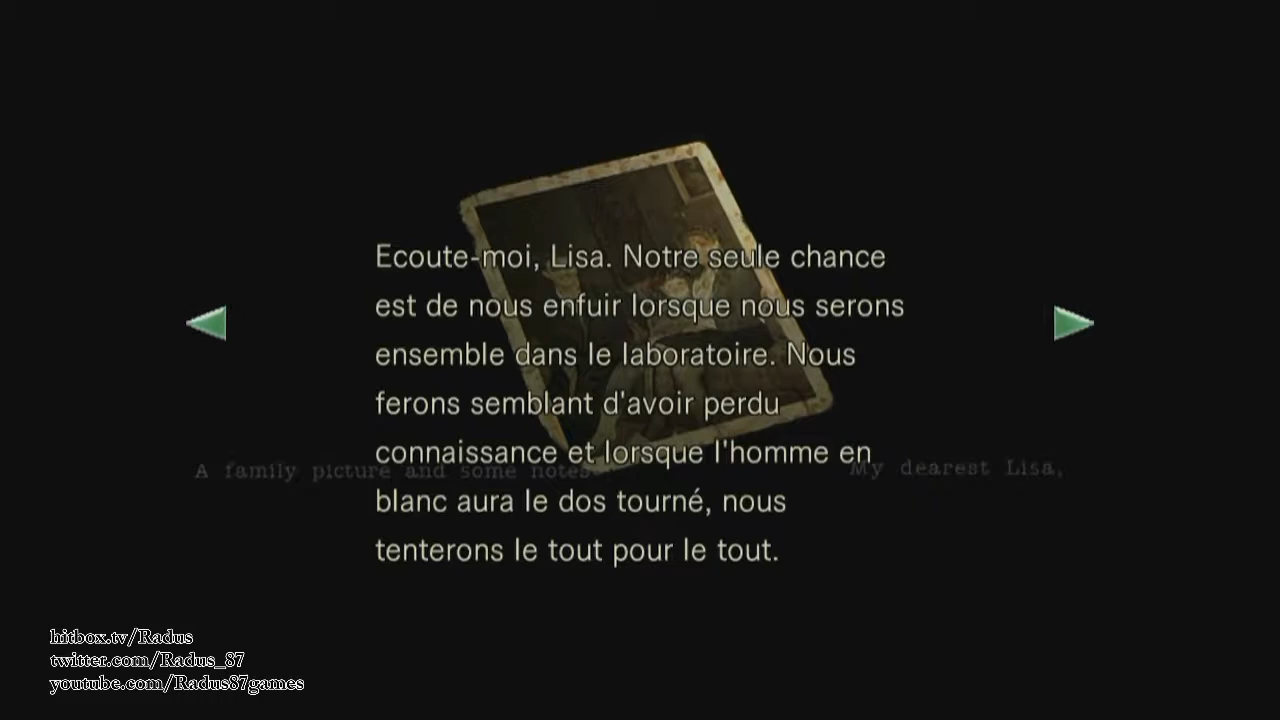 Ecoute-moi, Lisa. Notre seule chance
est de nous enfuir lorsque nous serons
ensemble dans le laboratoire. Nous
ferons semblant d'avoir perdu
connaissance et lorsque l'homme en
blanc aura le dos tourné, nous
tenterons le tout pour le tout.
A family picture and some notes
My dearest Lisa,
hitbox.tv/Radus
twitter.com/Radus_87
youtube.com/Radus87games